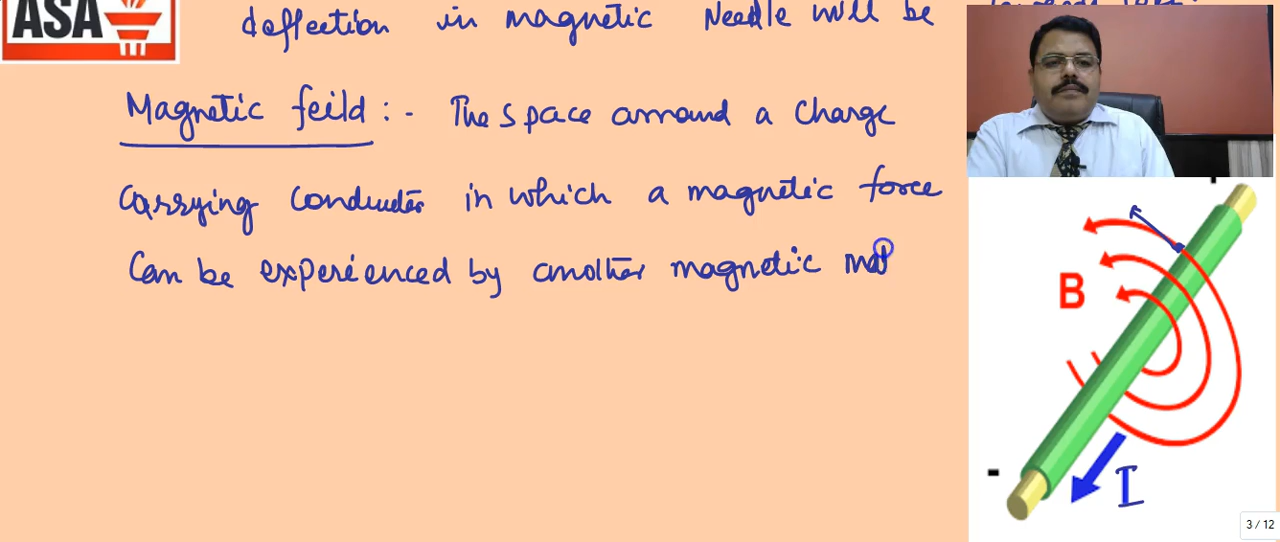 ASA
deflection in magnetic Needle will be
Magnetic feild :- The space arround a charge
carrying conductor in which a magnetic force
Can be experienced by another magnetic mat
B
I
-
3 / 12